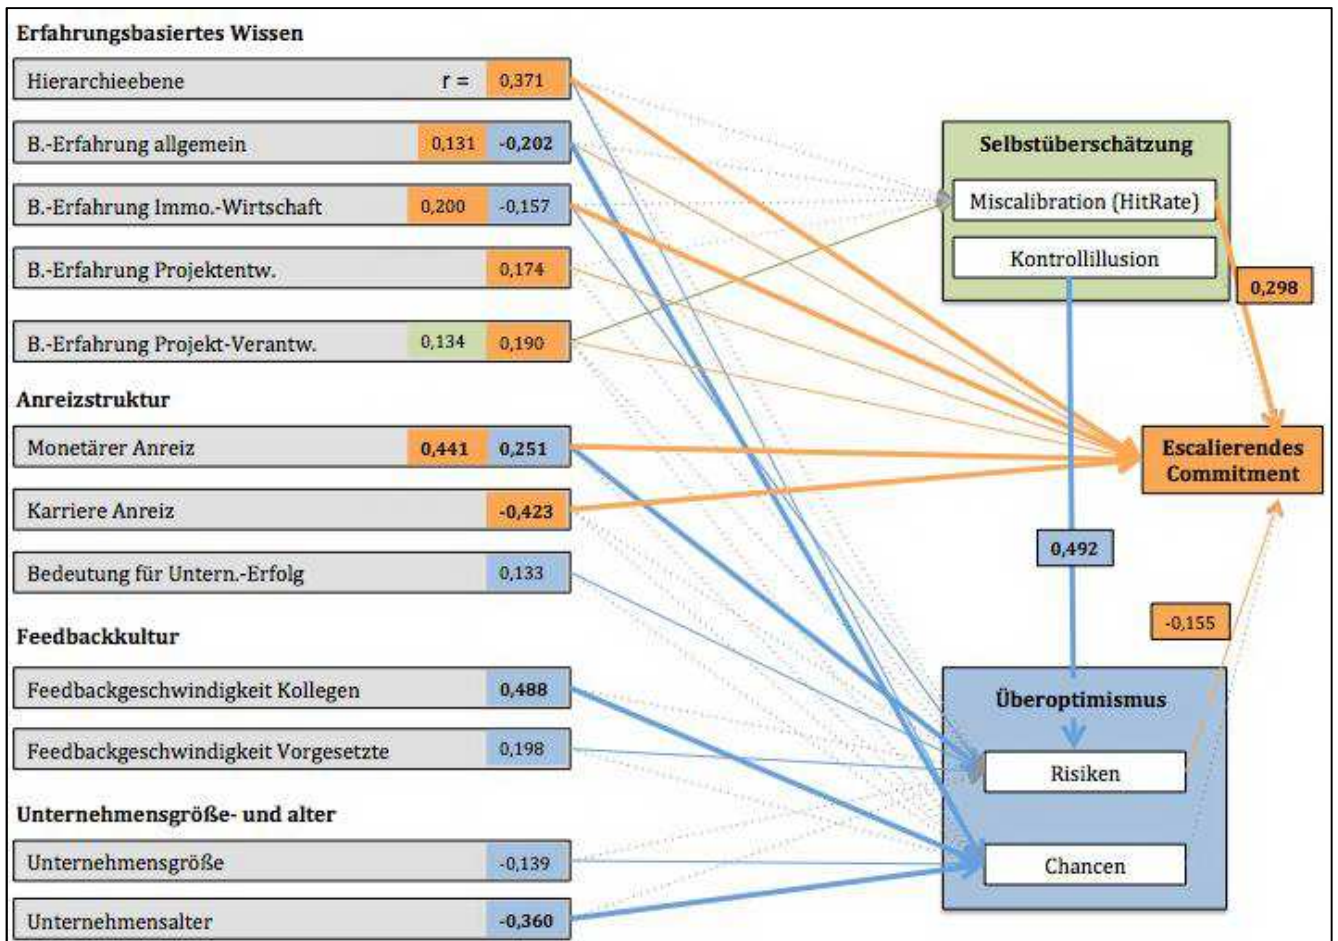 Erfahrungsbasiertes Wissen
Hierarchieebene r = 0,371
B.-Erfahrung allgemein 0,131 -0,202
B.-Erfahrung Immo.-Wirtschaft 0,200 -0,157
B.-Erfahrung Projektentw. 0,174
B.-Erfahrung Projekt-Verantw. 0,134 0,190
Anreizstruktur
Monetärer Anreiz 0,441 0,251
Karriere Anreiz -0,423
Bedeutung für Untern.-Erfolg 0,133
Feedbackkultur
Feedbackgeschwindigkeit Kollegen 0,488
Feedbackgeschwindigkeit Vorgesetzte 0,198
Unternehmensgröße- und alter
Unternehmensgröße -0,139
Unternehmensalter -0,360
Selbstüberschätzung
Miscalibration (HitRate)
Kontrollillusion
0,298
Escalierendes
Commitment
0,492
-0,155
Überoptimismus
Risiken
Chancen